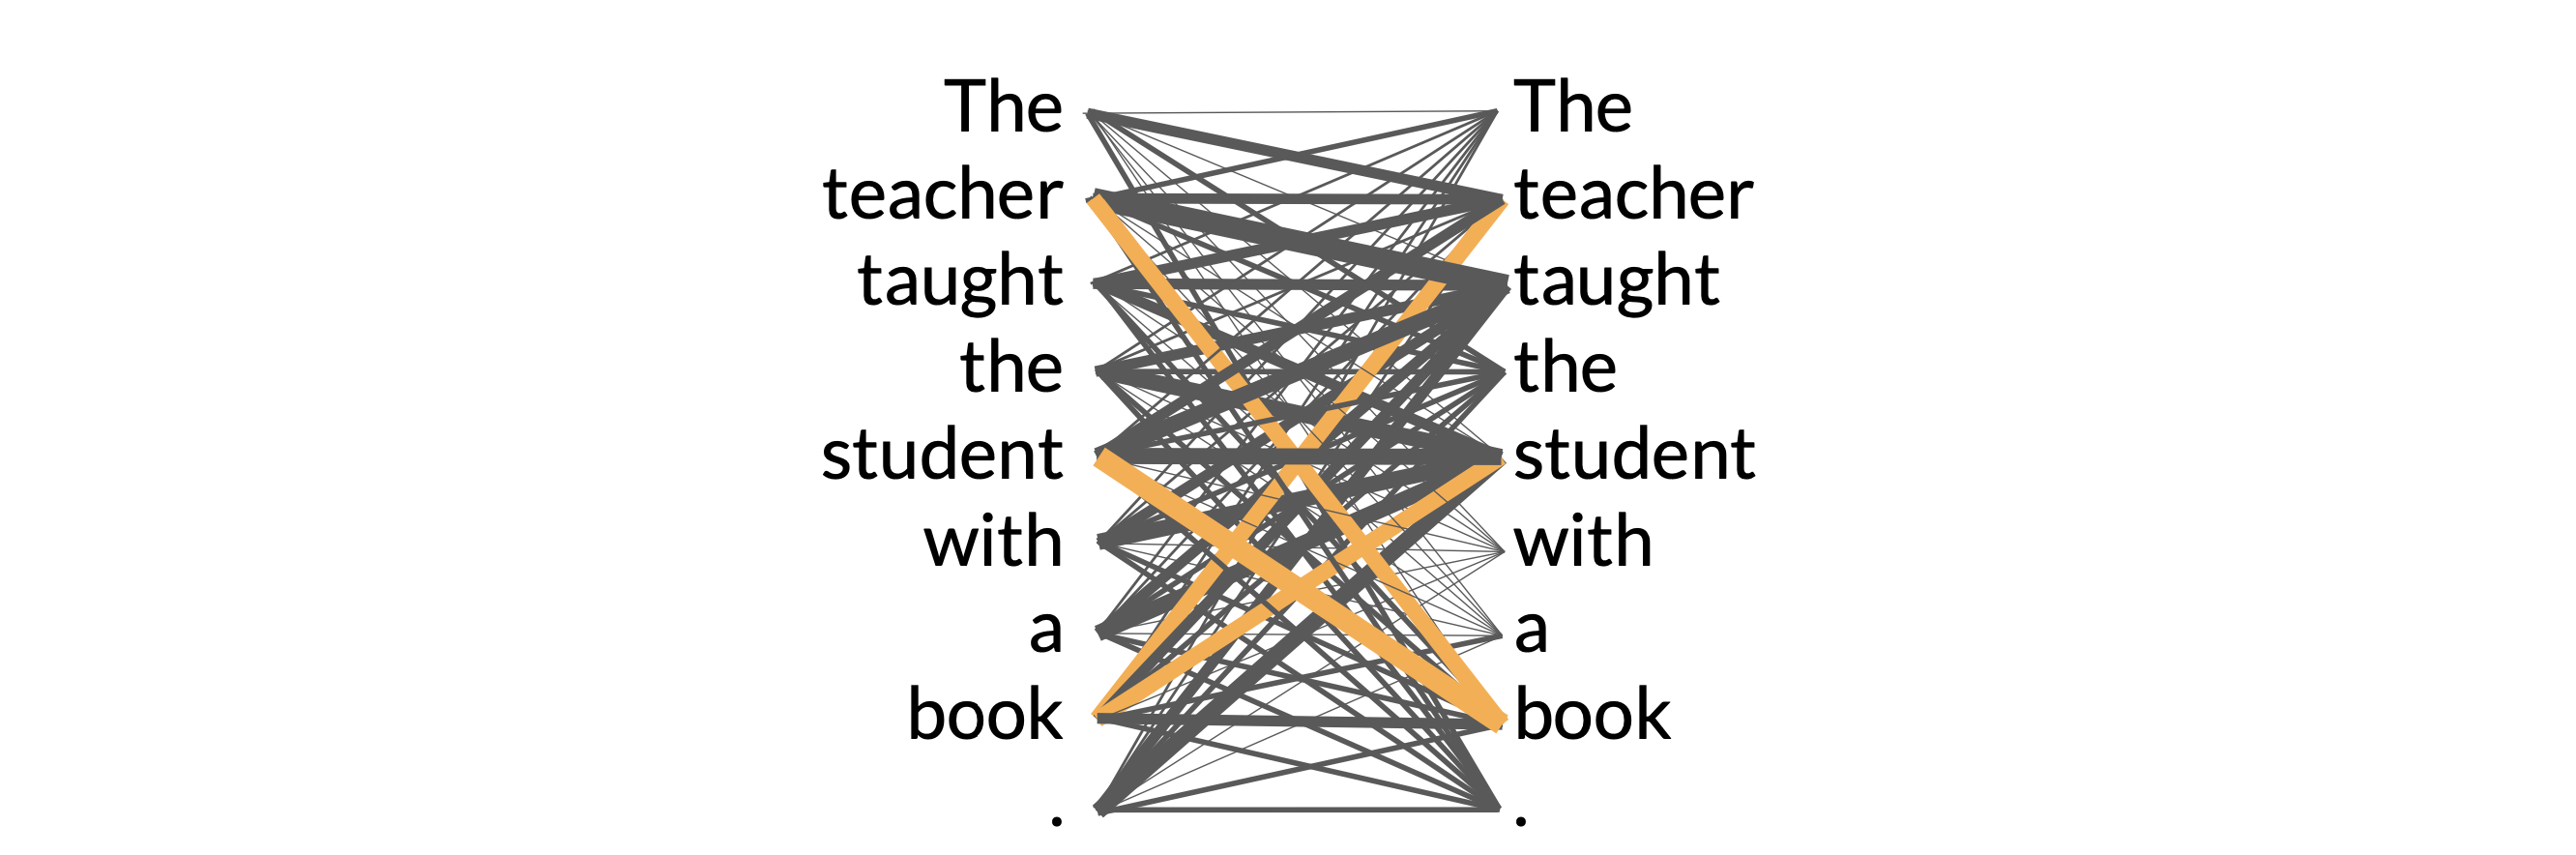 The The
teacher teacher
taught taught
the the
student student
with with
a a
book book
. .